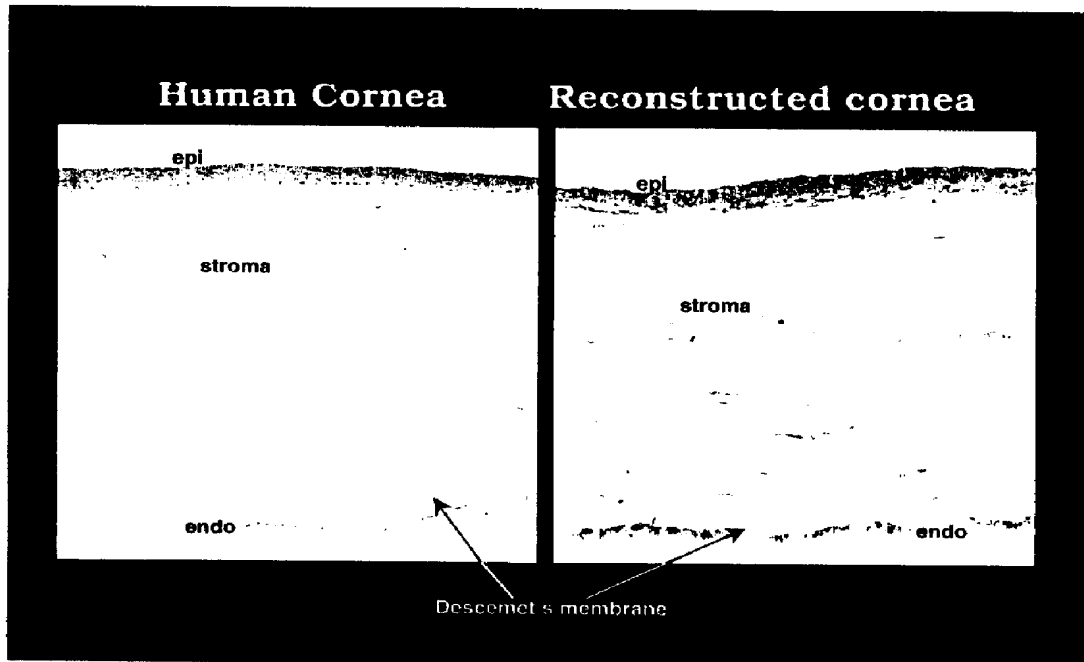 Human Cornea
Reconstructed cornea
epi
epi
stroma
stroma
endo
endo
Descemet s membrane